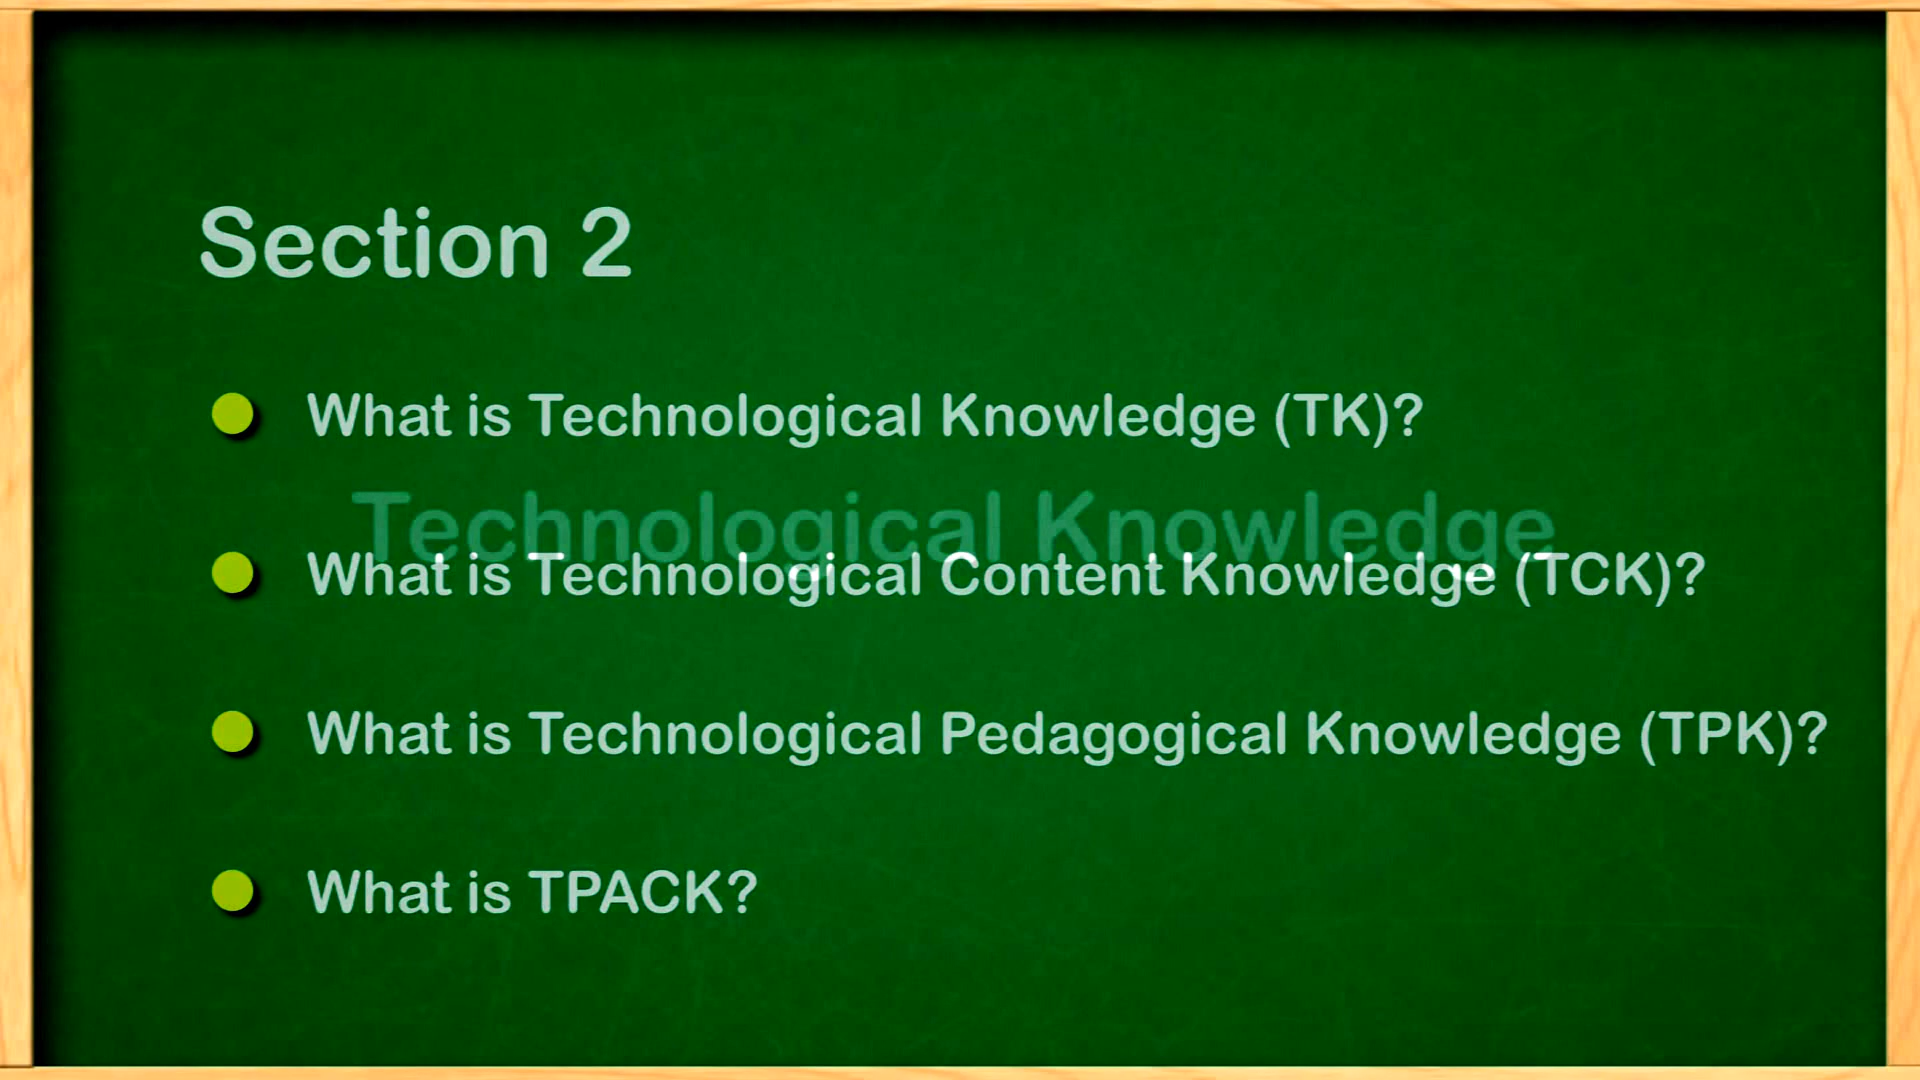 Section 2
What is Technological Knowledge (TK)?
Technological Knowledge
What is Technological Content Knowledge (TCK)?
What is Technological Pedagogical Knowledge (TPK)?
What is TPACK?